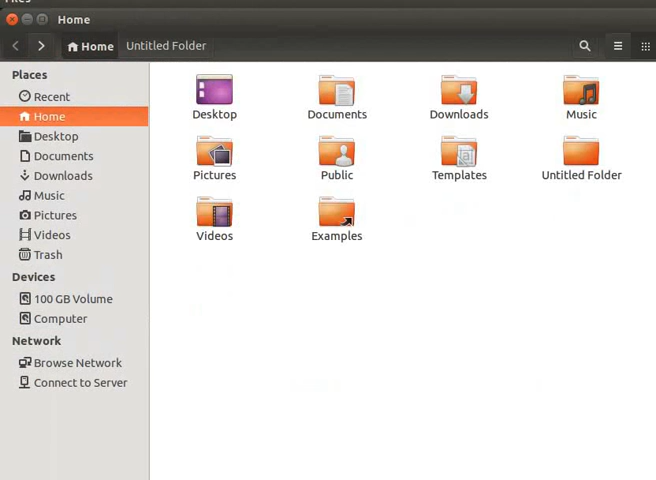 Files
Home
Home
Untitled Folder
Places
Recent
Home
Desktop
Documents
Downloads
Music
Pictures
Videos
Trash
Devices
100 GB Volume
Computer
Network
Browse Network
Connect to Server
Desktop
Documents
Downloads
Music
Pictures
Public
Templates
Untitled Folder
Videos
Examples